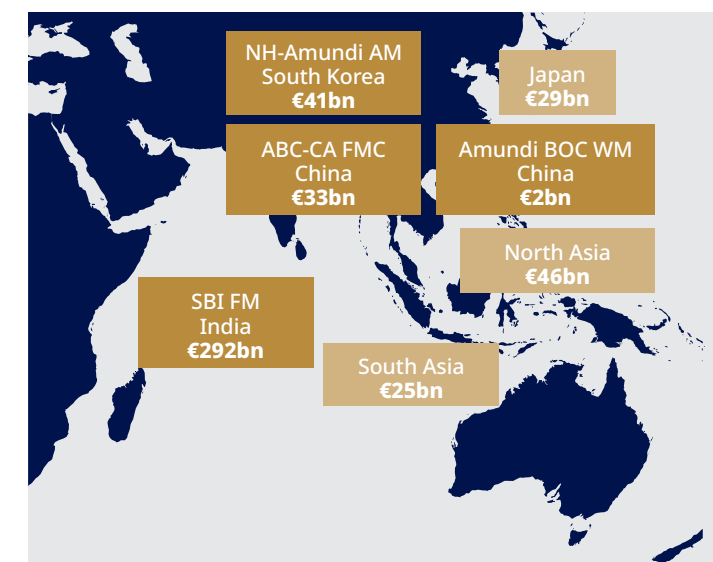 NH-Amundi AM
South Korea
€41bn
Japan
€29bn
ABC-CA FMC
China
€33bn
Amundi BOC WM
China
€2bn
North Asia
€46bn
SBI FM
India
€292bn
South Asia
€25bn